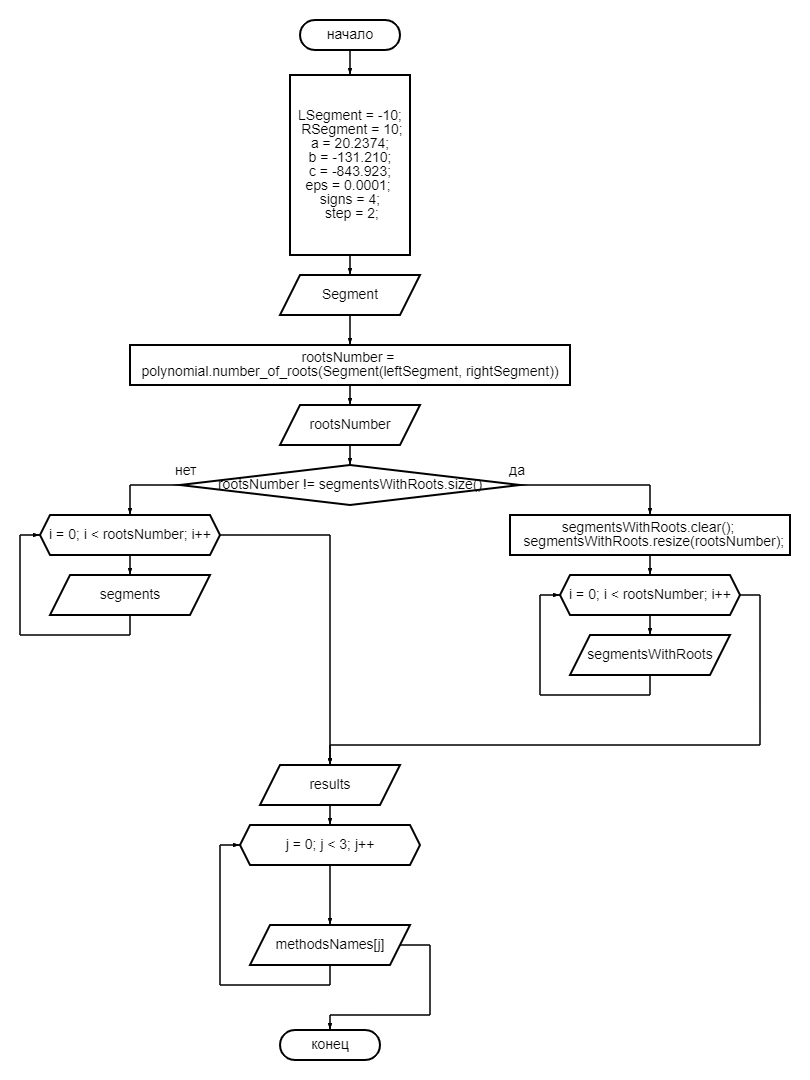 начало
LSegment = -10;
RSegment = 10;
a = 20.2374;
b = -131.210;
c = -843.923;
eps = 0.0001;
signs = 4;
step = 2;
Segment
rootsNumber =
polynomial.number_of_roots(Segment(leftSegment, rightSegment))
rootsNumber
нет
да
rootsNumber != segmentsWithRoots.size()
i = 0; i < rootsNumber; i++
segments
segmentsWithRoots.clear();
segmentsWithRoots.resize(rootsNumber);
i = 0; i < rootsNumber; i++
segmentsWithRoots
results
j = 0; j < 3; j++
methodsNames[j]
конец